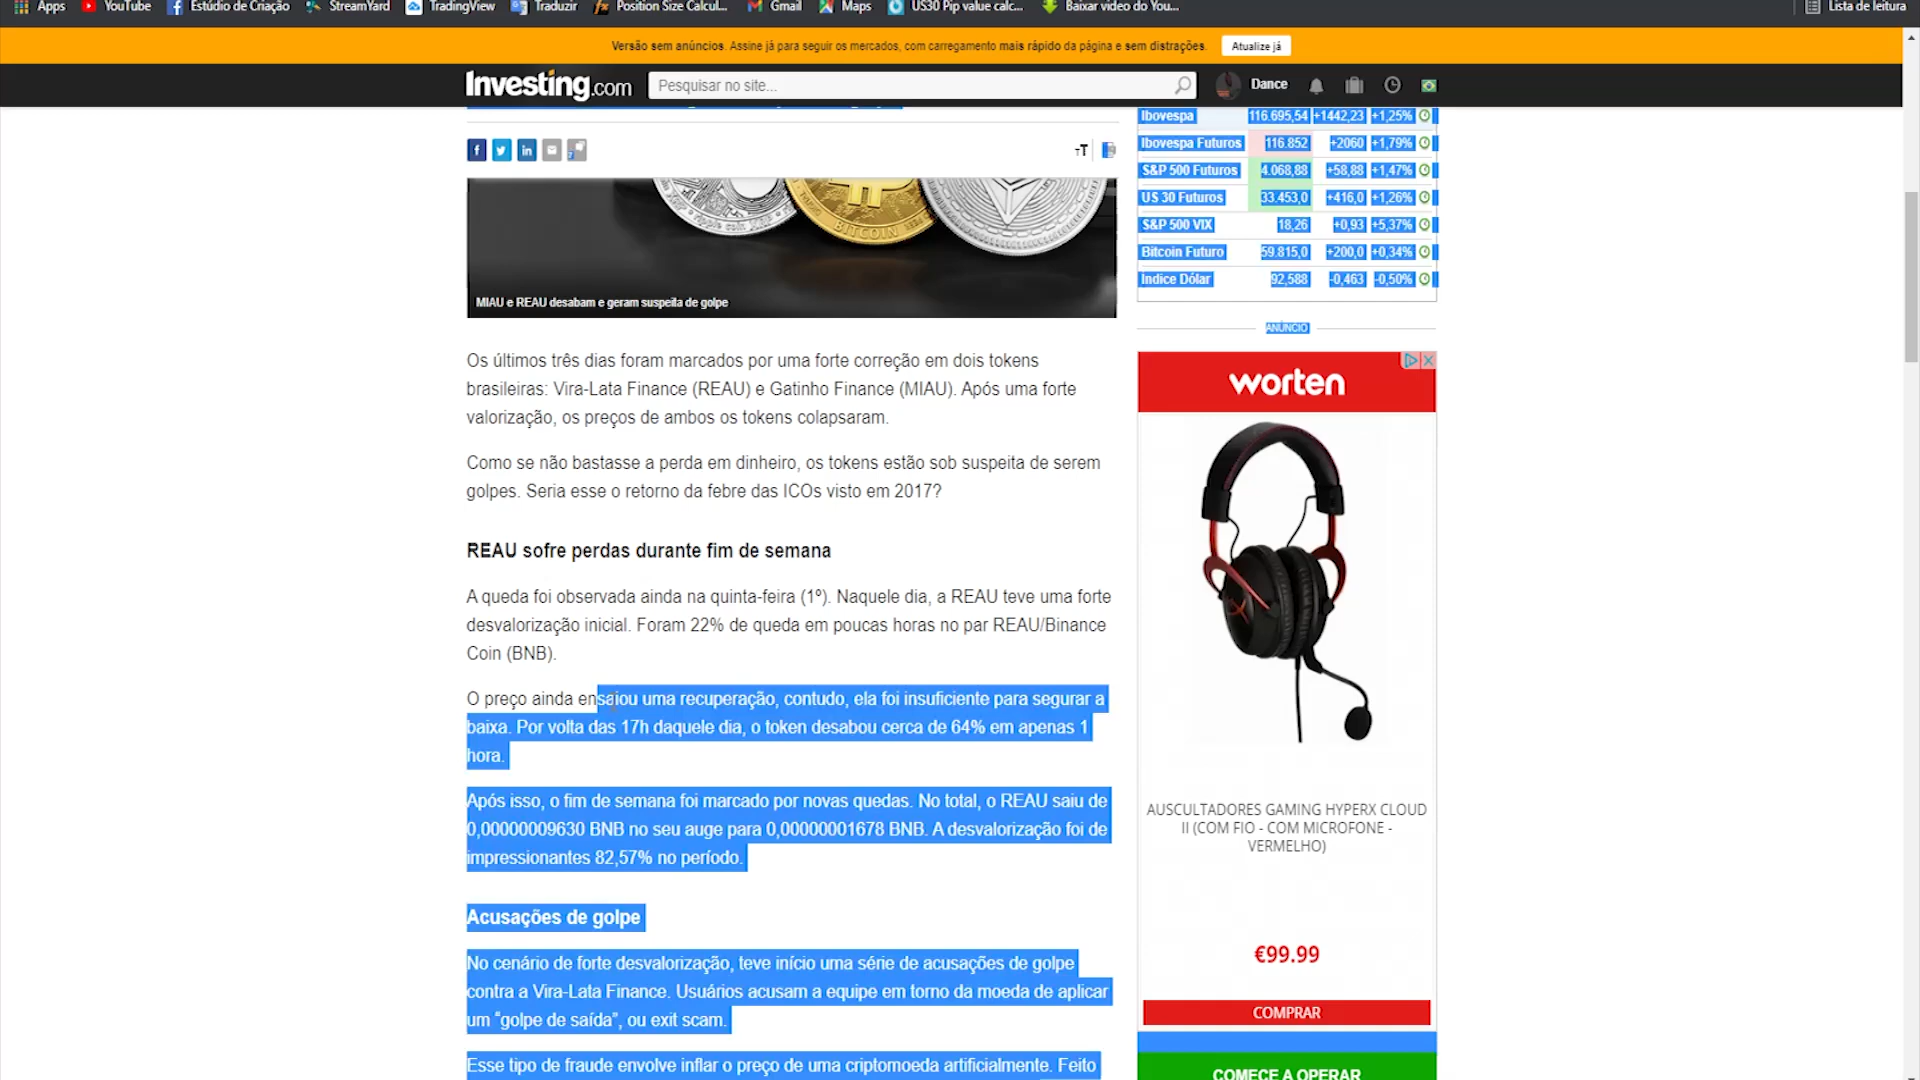 Apps YouTube Estúdio de Criação StreamYard TradingView Traduzir Position Size Calcul... Gmail Maps US30 Pip value calc... Baixar video do You... Lista de leitura
Versão sem anúncios. Assine já para seguir os mercados, com carregamento mais rápido da página e sem distrações. Atualize já
Investing.com Pesquisar no site... Dance
Ibovespa 116.695,54 +1442,23 +1,25%
Ibovespa Futuros 116.852 +2060 +1,79%
S&P 500 Futuros 4.068,88 +58,88 +1,47%
US 30 Futuros 33.453,0 +416,0 +1,26%
S&P 500 VIX 18,26 +0,93 +5,37%
Bitcoin Futuro 59.815,0 +200,0 +0,34%
Índice Dólar 92,588 -0,463 -0,50%
BITCOIN
MIAU e REAU desabam e geram suspeita de golpe
Os últimos três dias foram marcados por uma forte correção em dois tokens
brasileiras: Vira-Lata Finance (REAU) e Gatinho Finance (MIAU). Após uma forte
valorização, os preços de ambos os tokens colapsaram.
Como se não bastasse a perda em dinheiro, os tokens estão sob suspeita de serem
golpes. Seria esse o retorno da febre das ICOs visto em 2017?
REAU sofre perdas durante fim de semana
A queda foi observada ainda na quinta-feira (1º). Naquele dia, a REAU teve uma forte
desvalorização inicial. Foram 22% de queda em poucas horas no par REAU/Binance
Coin (BNB).
O preço ainda ensaiou uma recuperação, contudo, ela foi insuficiente para segurar a
baixa. Por volta das 17h daquele dia, o token desabou cerca de 64% em apenas 1
hora.
Após isso, o fim de semana foi marcado por novas quedas. No total, o REAU saiu de
0,00000009630 BNB no seu auge para 0,00000001678 BNB. A desvalorização foi de
impressionantes 82,57% no período.
Acusações de golpe
No cenário de forte desvalorização, teve início uma série de acusações de golpe
contra a Vira-Lata Finance. Usuários acusam a equipe em torno da moeda de aplicar
um “golpe de saída”, ou exit scam.
Esse tipo de fraude envolve inflar o preço de uma criptomoeda artificialmente. Feito
ANÚNCIO
worten
AUSCULTADORES GAMING HYPERX CLOUD
II (COM FIO - COM MICROFONE -
VERMELHO)
€99.99
COMPRAR
COMECE A OPERAR